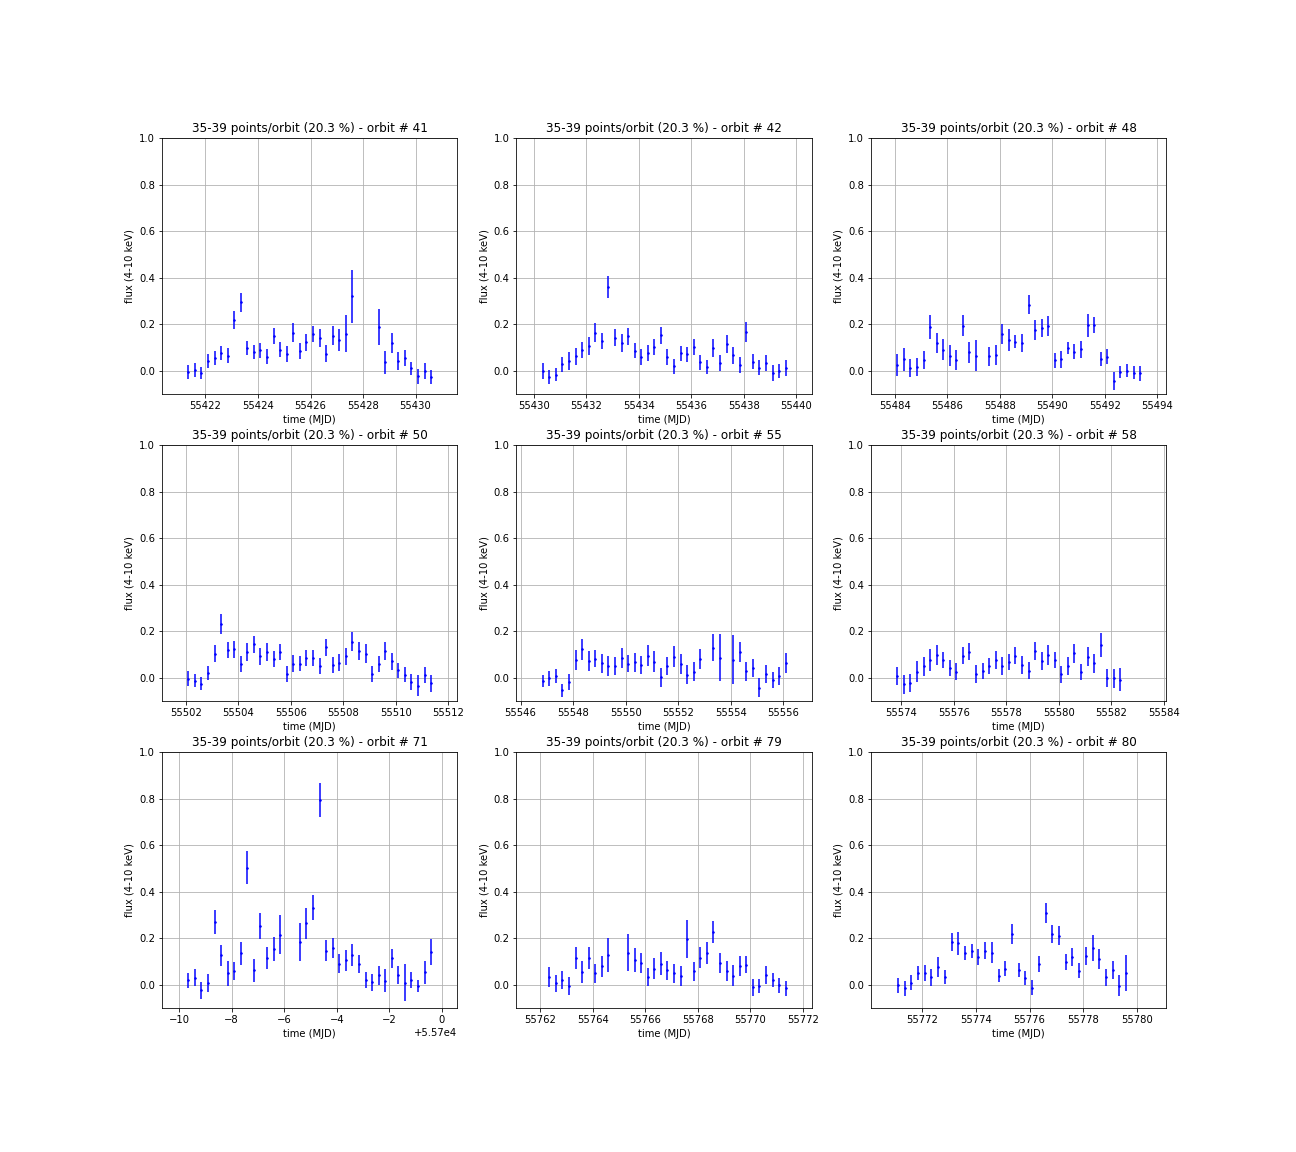 35-39 points/orbit (20.3 %) - orbit # 41
1.0
0.8
0.6
0.4
0.2
0.0
flux (4-10 keV)
55422 55424 55426 55428 55430
time (MJD)
35-39 points/orbit (20.3 %) - orbit # 42
1.0
0.8
0.6
0.4
0.2
0.0
flux (4-10 keV)
55430 55432 55434 55436 55438 55440
time (MJD)
35-39 points/orbit (20.3 %) - orbit # 48
1.0
0.8
0.6
0.4
0.2
0.0
flux (4-10 keV)
55484 55486 55488 55490 55492 55494
time (MJD)
35-39 points/orbit (20.3 %) - orbit # 50
1.0
0.8
0.6
0.4
0.2
0.0
flux (4-10 keV)
55502 55504 55506 55508 55510 55512
time (MJD)
35-39 points/orbit (20.3 %) - orbit # 55
1.0
0.8
0.6
0.4
0.2
0.0
flux (4-10 keV)
55546 55548 55550 55552 55554 55556
time (MJD)
35-39 points/orbit (20.3 %) - orbit # 58
1.0
0.8
0.6
0.4
0.2
0.0
flux (4-10 keV)
55574 55576 55578 55580 55582 55584
time (MJD)
35-39 points/orbit (20.3 %) - orbit # 71
1.0
0.8
0.6
0.4
0.2
0.0
flux (4-10 keV)
−10 −8 −6 −4 −2 0
time (MJD)
+5.57e4
35-39 points/orbit (20.3 %) - orbit # 79
1.0
0.8
0.6
0.4
0.2
0.0
flux (4-10 keV)
55762 55764 55766 55768 55770 55772
time (MJD)
35-39 points/orbit (20.3 %) - orbit # 80
1.0
0.8
0.6
0.4
0.2
0.0
flux (4-10 keV)
55772 55774 55776 55778 55780
time (MJD)